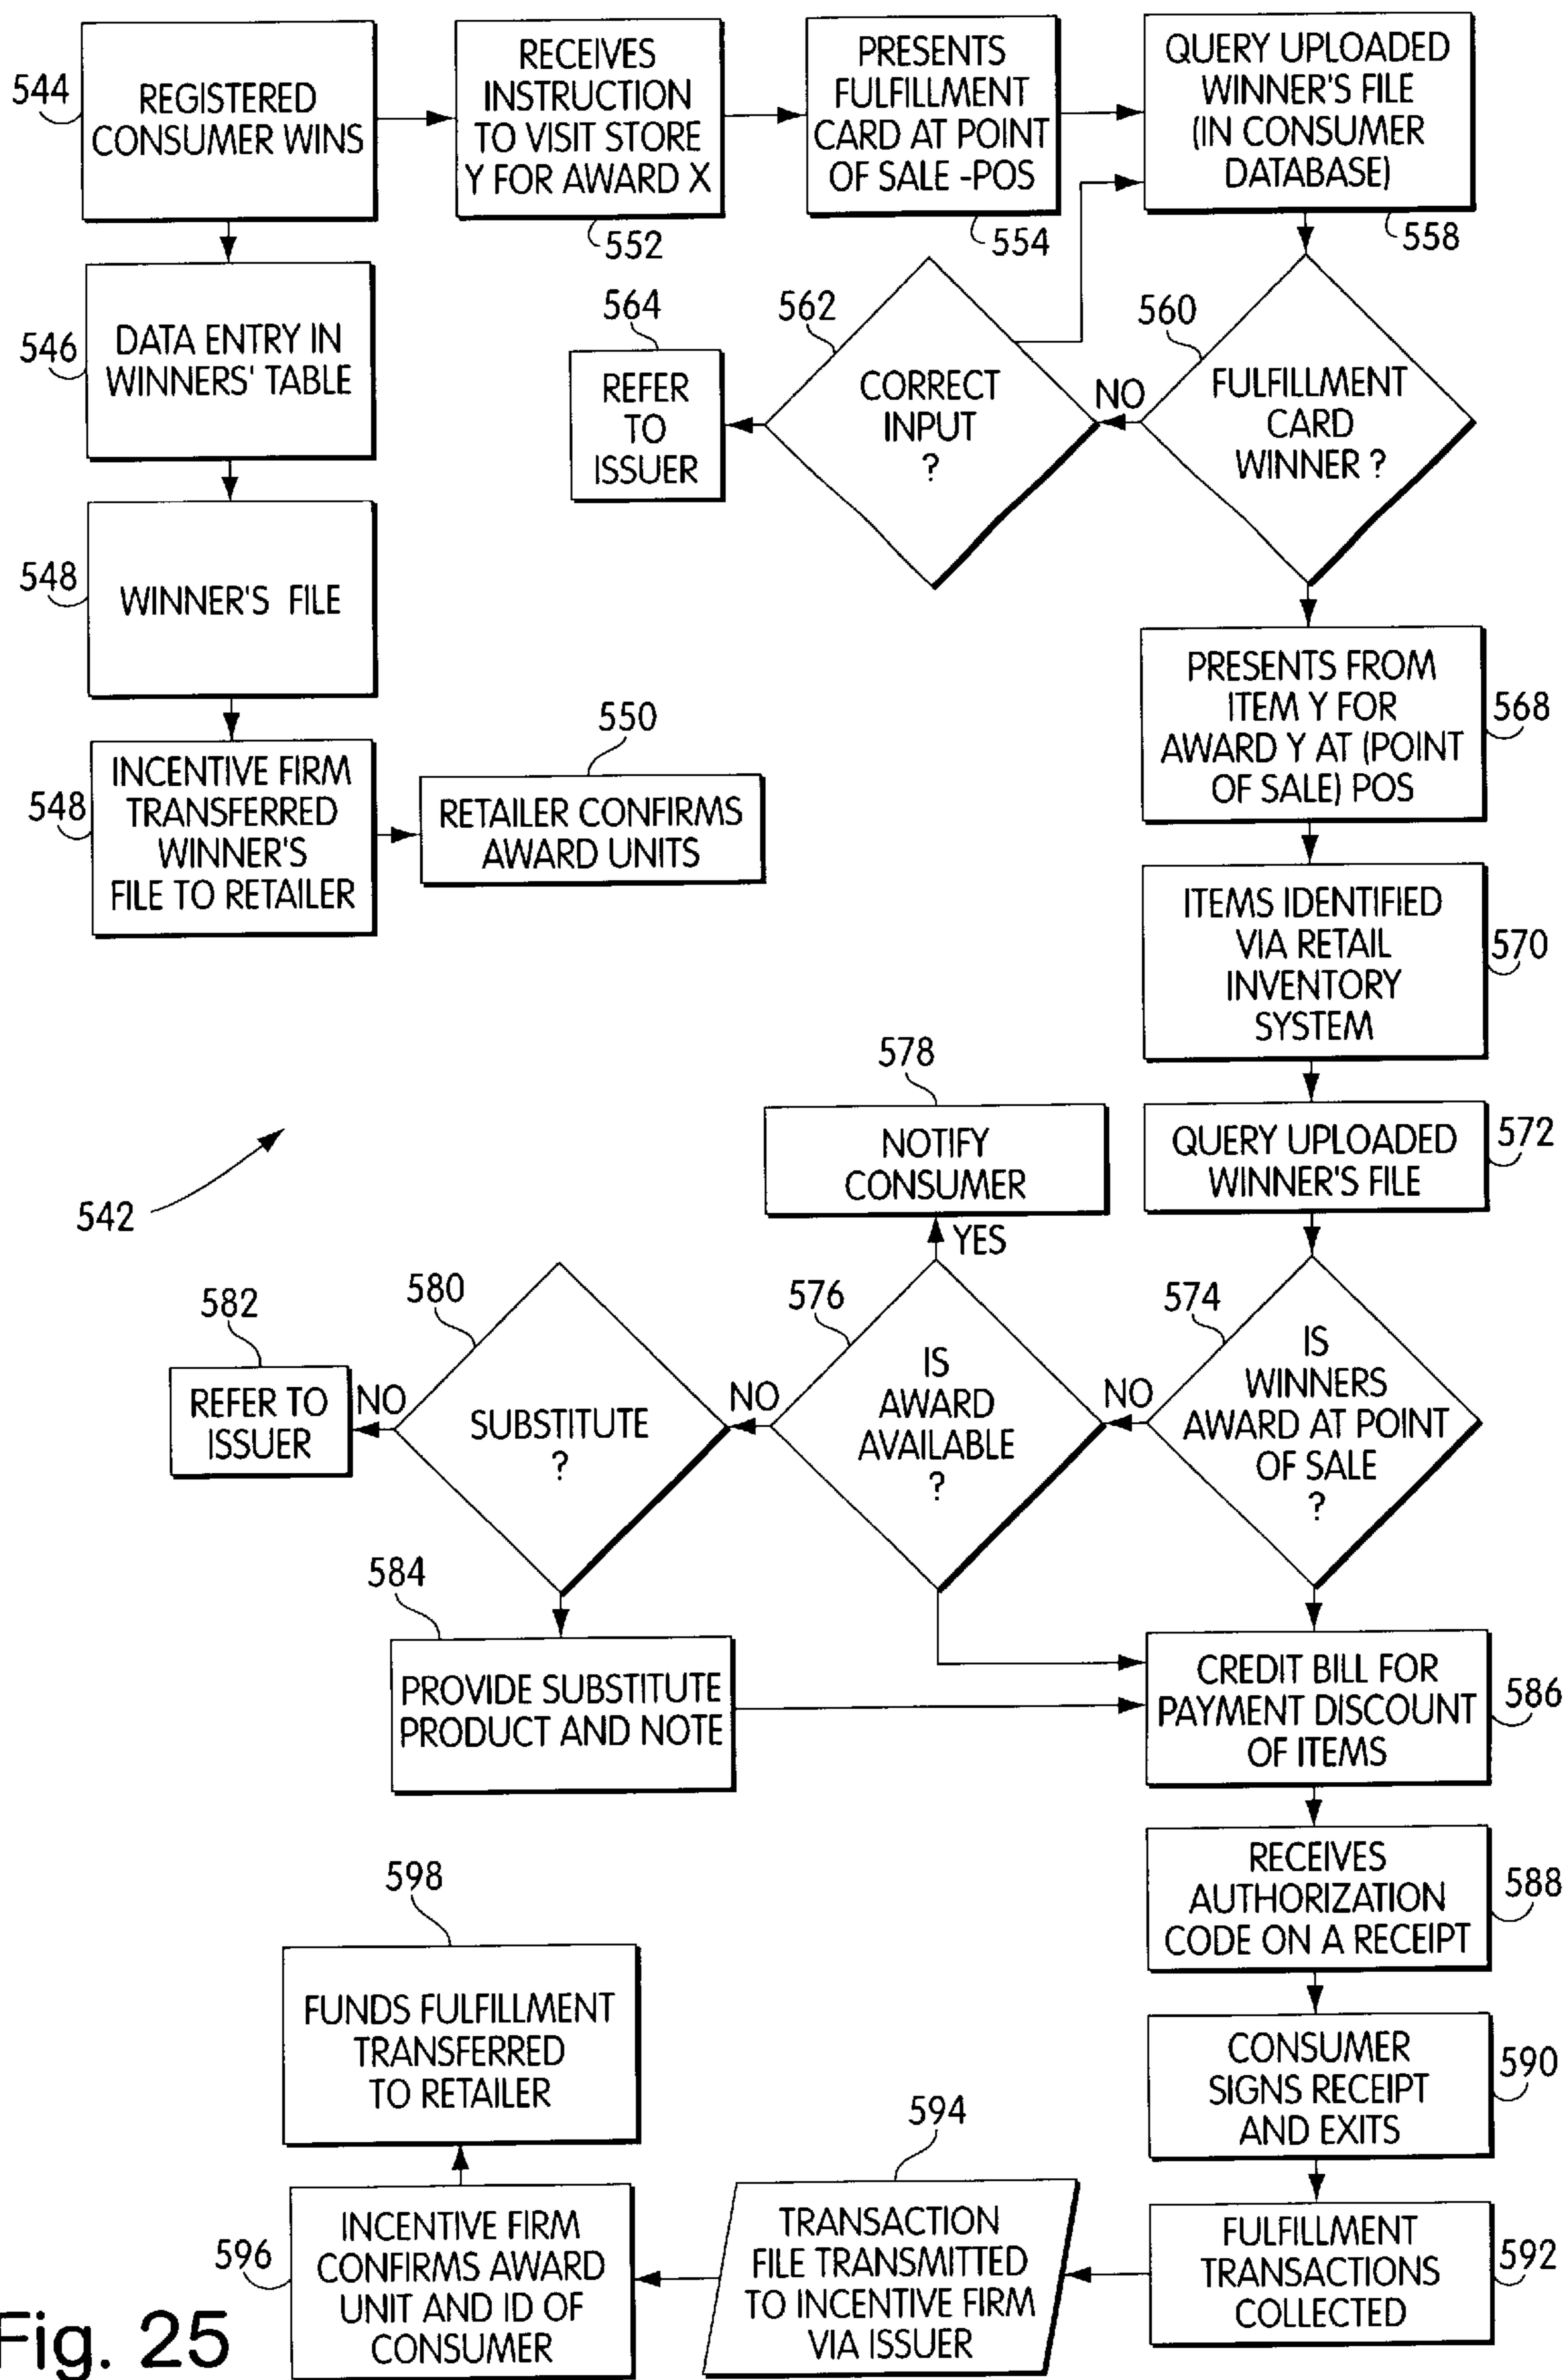 544
REGISTERED
CONSUMER WINS
RECEIVES
INSTRUCTION
TO VISIT STORE
Y FOR AWARD X
552
PRESENTS
FULFILLMENT
CARD AT POINT
OF SALE -POS
554
QUERY UPLOADED
WINNER'S FILE
(IN CONSUMER
DATABASE)
558
546
DATA ENTRY IN
WINNERS' TABLE
564
REFER
TO
ISSUER
562
CORRECT
INPUT
?
NO
560
FULFILLMENT
CARD
WINNER ?
548
WINNER'S FILE
548
INCENTIVE FIRM
TRANSFERRED
WINNER'S
FILE TO RETAILER
550
RETAILER CONFIRMS
AWARD UNITS
PRESENTS FROM
ITEM Y FOR
AWARD Y AT (POINT
OF SALE) POS
568
ITEMS IDENTIFIED
VIA RETAIL
INVENTORY
SYSTEM
570
578
NOTIFY
CONSUMER
QUERY UPLOADED
WINNER'S FILE
572
542
YES
582
REFER TO
ISSUER
NO
580
SUBSTITUTE
?
NO
576
IS
AWARD
AVAILABLE
?
NO
574
IS
WINNERS
AWARD AT POINT
OF SALE
?
584
PROVIDE SUBSTITUTE
PRODUCT AND NOTE
CREDIT BILL FOR
PAYMENT DISCOUNT
OF ITEMS
586
RECEIVES
AUTHORIZATION
CODE ON A RECEIPT
588
598
FUNDS FULFILLMENT
TRANSFERRED
TO RETAILER
CONSUMER
SIGNS RECEIPT
AND EXITS
590
596
INCENTIVE FIRM
CONFIRMS AWARD
UNIT AND ID OF
CONSUMER
594
TRANSACTION
FILE TRANSMITTED
TO INCENTIVE FIRM
VIA ISSUER
FULFILLMENT
TRANSACTIONS
COLLECTED
592
Fig. 25